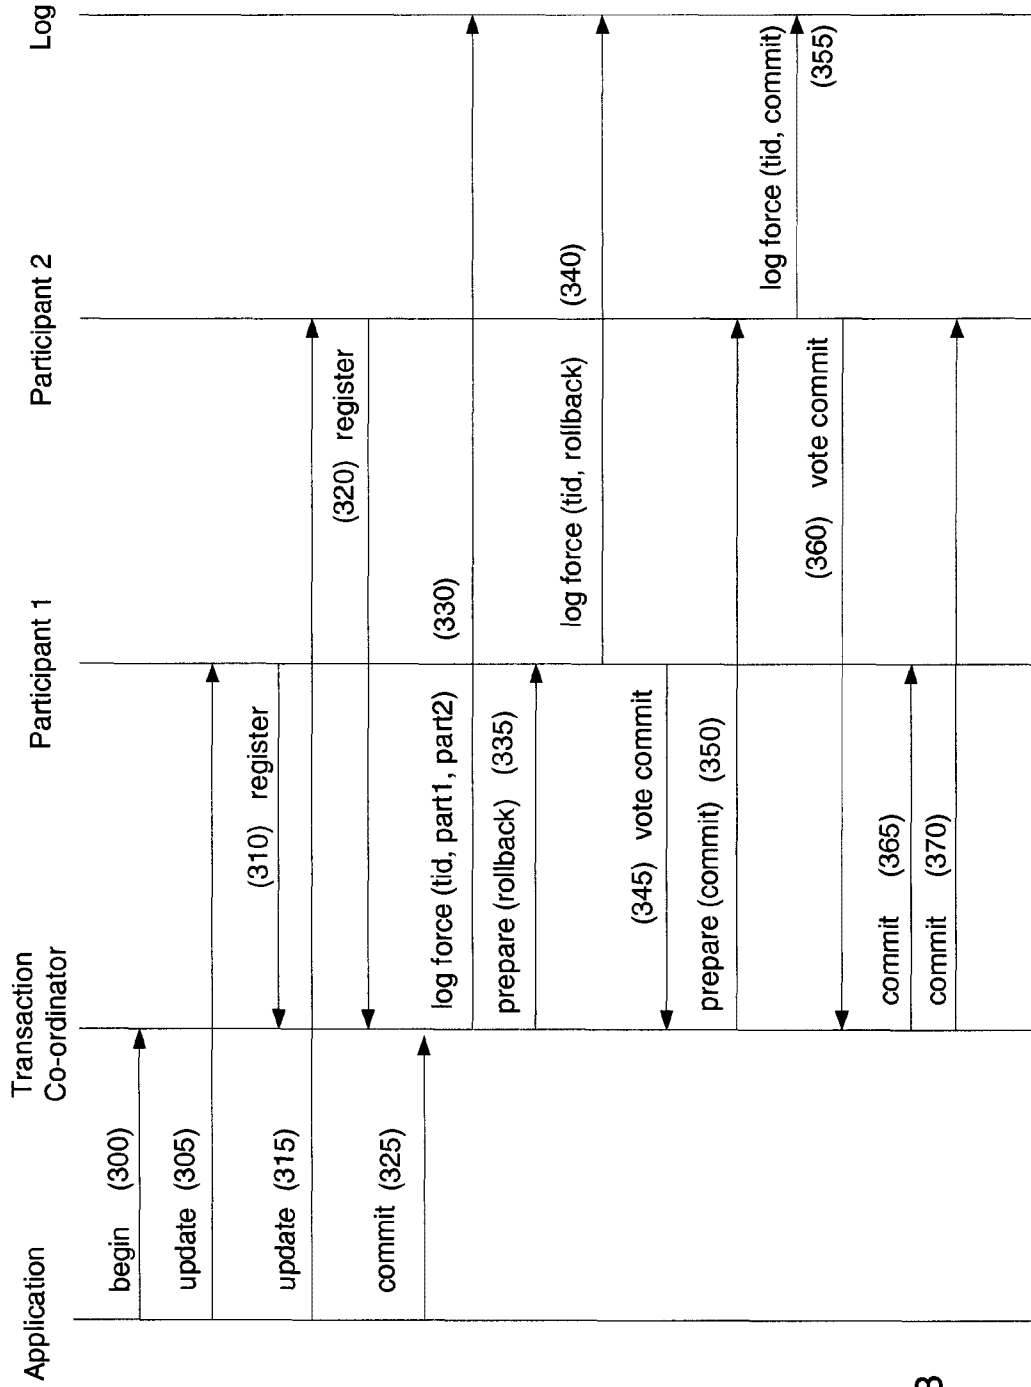 Application
Transaction
Co-ordinator
Participant 1
Participant 2
Log
begin (300)
update (305)
(310) register
update (315)
(320) register
commit (325)
log force (tid, part1, part2)
(330)
prepare (rollback) (335)
log force (tid, rollback)
(340)
(345) vote commit
prepare (commit) (350)
log force (tid, commit)
(355)
(360) vote commit
commit (365)
commit (370)
3